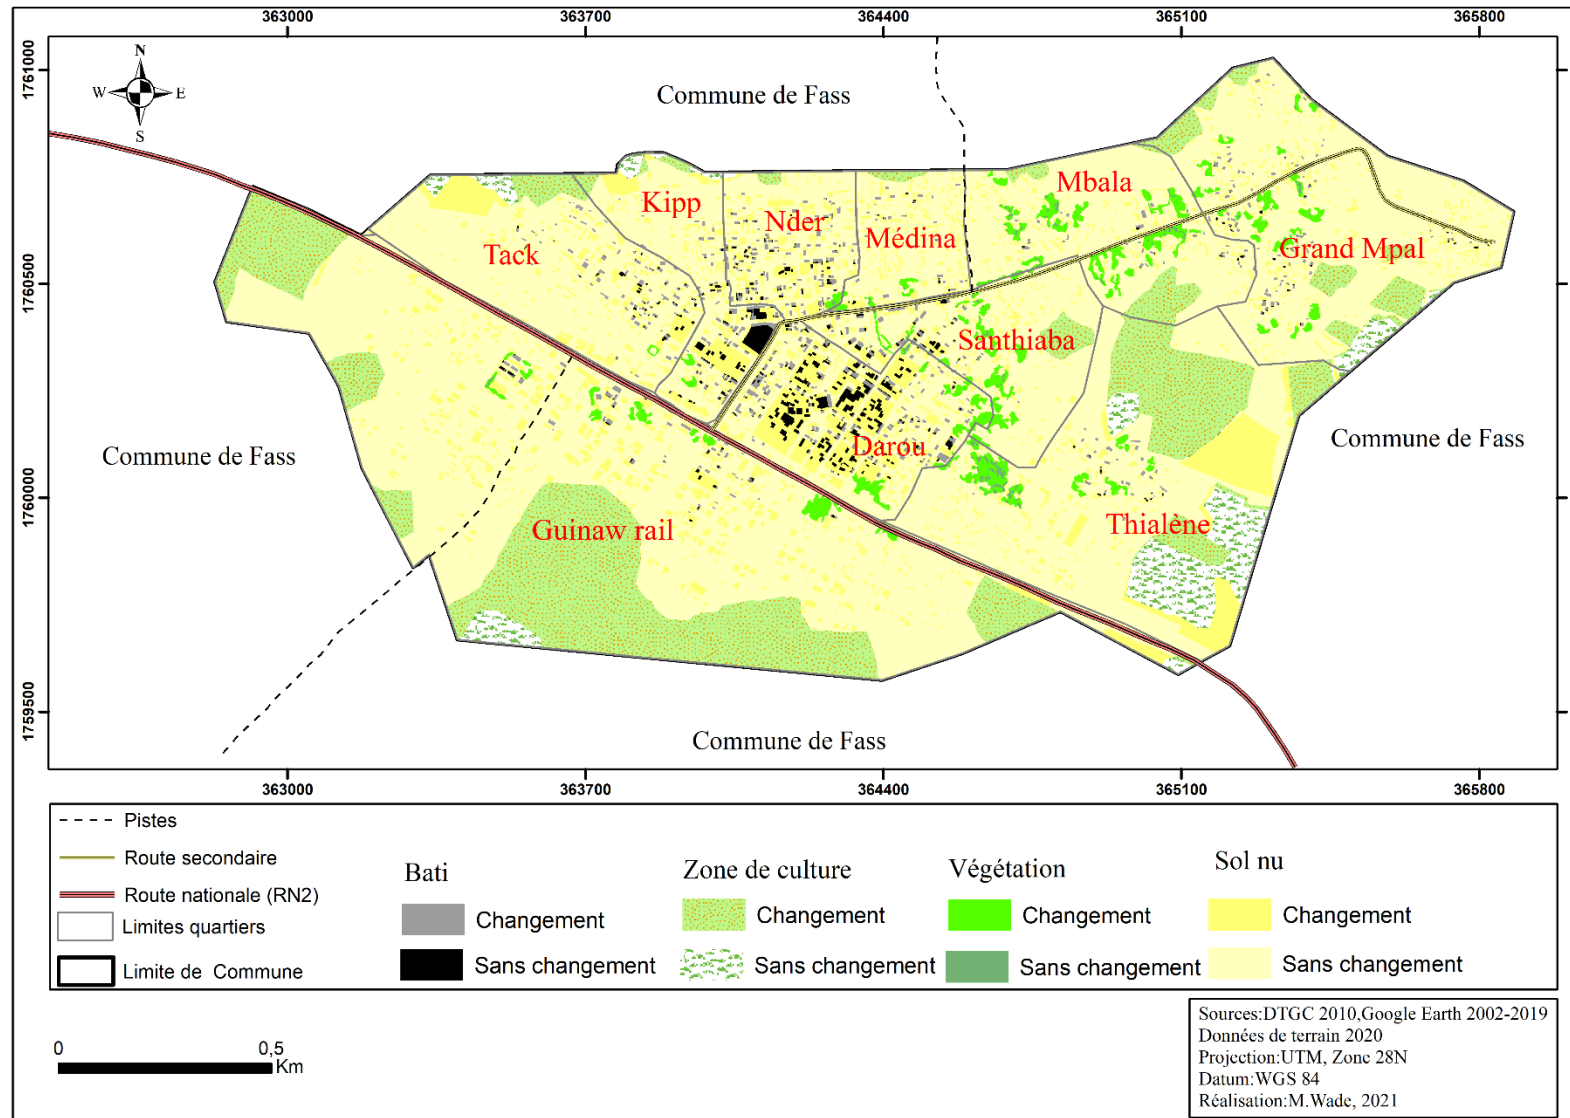 363000 363700 364400 365100 365800
1761000
1760500
1760000
1759500
N
W E
S
Commune de Fass
Mbala
Kipp
Nder
Médina
Tack
Grand Mpal
Santhiaba
Commune de Fass
Darou
Commune de Fass
Guinaw rail
Thialène
Commune de Fass
363000 363700 364400 365100 365800
Pistes
Route secondaire
Route nationale (RN2)
Limites quartiers
Limite de Commune
Bati
Changement
Sans changement
Zone de culture
Changement
Sans changement
Végétation
Changement
Sans changement
Sol nu
Changement
Sans changement
0 0,5
Km
Sources:DTGC 2010,Google Earth 2002-2019
Données de terrain 2020
Projection:UTM, Zone 28N
Datum:WGS 84
Réalisation:M.Wade, 2021